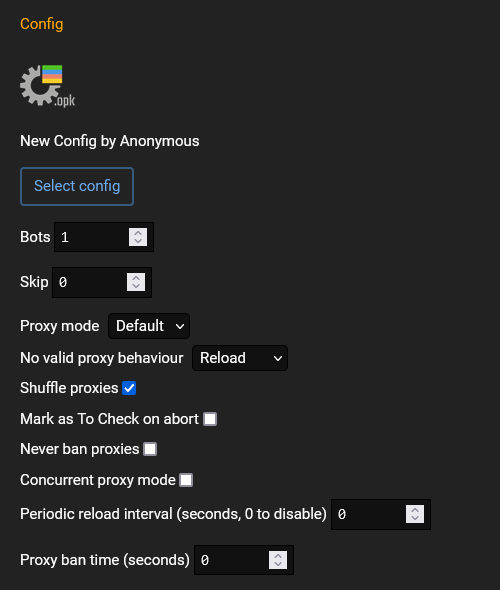 Config
.opk
New Config by Anonymous
Select config
Bots 1
Skip 0
Proxy mode Default
No valid proxy behaviour Reload
Shuffle proxies
Mark as To Check on abort
Never ban proxies
Concurrent proxy mode
Periodic reload interval (seconds, 0 to disable) 0
Proxy ban time (seconds) 0